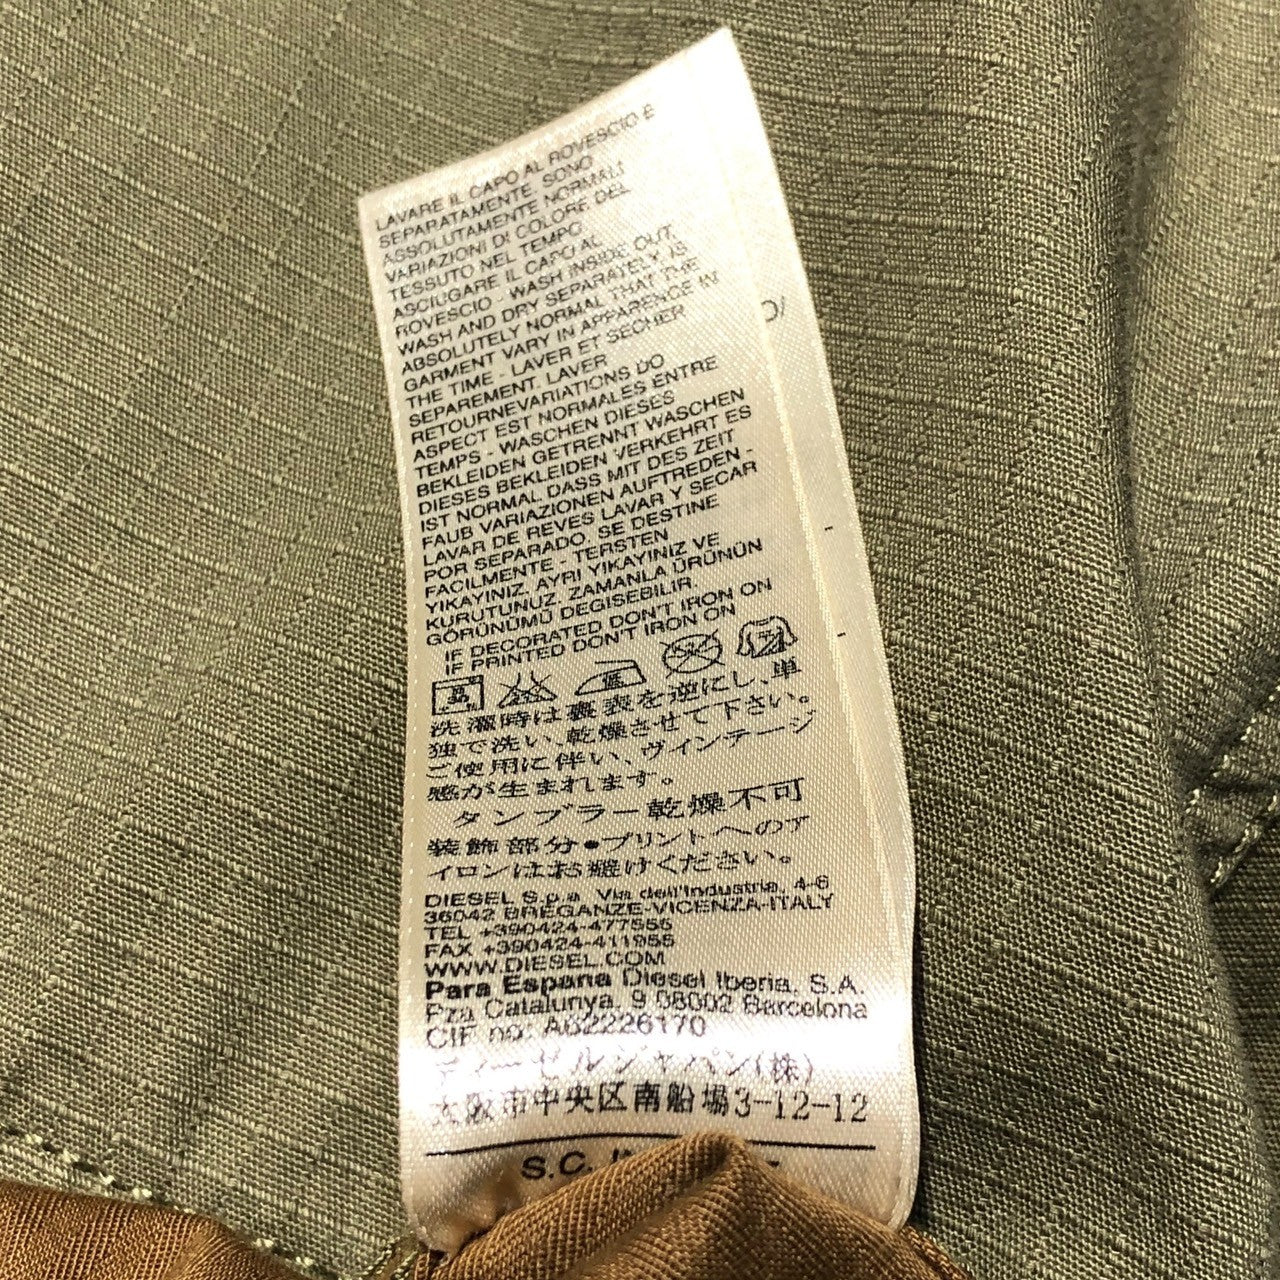 LAVARE IL CAPO AL ROVESCIO E
SEPARATAMENTE. SONO
ASSOLUTAMENTE NORMALI
VARIAZIONI DI COLORE DEL
TESSUTO NEL TEMPO
ASCIUGARE IL CAPO AL
ROVESCIO - WASH INSIDE OUT
WASH AND DRY SEPARATELY, IS
ABSOLUTELY NORMAL THAT THE
GARMENT VARY IN APPARENCE IN
THE TIME - LAVER ET SECHER
SEPAREMENT. LAVER
RETOURNEVARIATIONS DO
ASPECT EST NORMALES ENTRE
TEMPS - WASCHEN DIESES
BEKLEIDEN GETRENNT WASCHEN
DIESES BEKLEIDEN VERKEHRT ES
IST NORMAL DASS MIT DES ZEIT
FAUB VARIAZIONEN AUFTREDEN -
LAVAR DE REVES LAVAR Y SECAR
POR SEPARADO, SE DESTINE
FACILMENTE - TERSTEN
YIKAYINIZ, AYRI YIKAYINIZ VE
KURUTUNUZ, ZAMANLA ÜRÜNÜN
GÖRÜNÜMÜ DEGISEBILIR.
IF DECORATED DON'T IRON ON
IF PRINTED DON'T IRON ON
洗濯時は裏表を逆にし、単
独で洗い、乾燥させて下さい。
ご使用に伴い、ヴィンテージ
感が生まれます。
タンブラー乾燥不可
装飾部分●プリントへのア
イロンはお避けください。
DIESEL S.p.a. Via dell'Industria, 4-6
36042 BREGANZE-VICENZA-ITALY
TEL +390424-477555
FAX +390424-411955
WWW.DIESEL.COM
Para Espana Diesel Iberia, S.A.
Pza Catalunya, 9 08002 Barcelona
CIF no: A62226170
ディーゼルジャパン(株)
大阪市中央区南船場3-12-12
S.C.